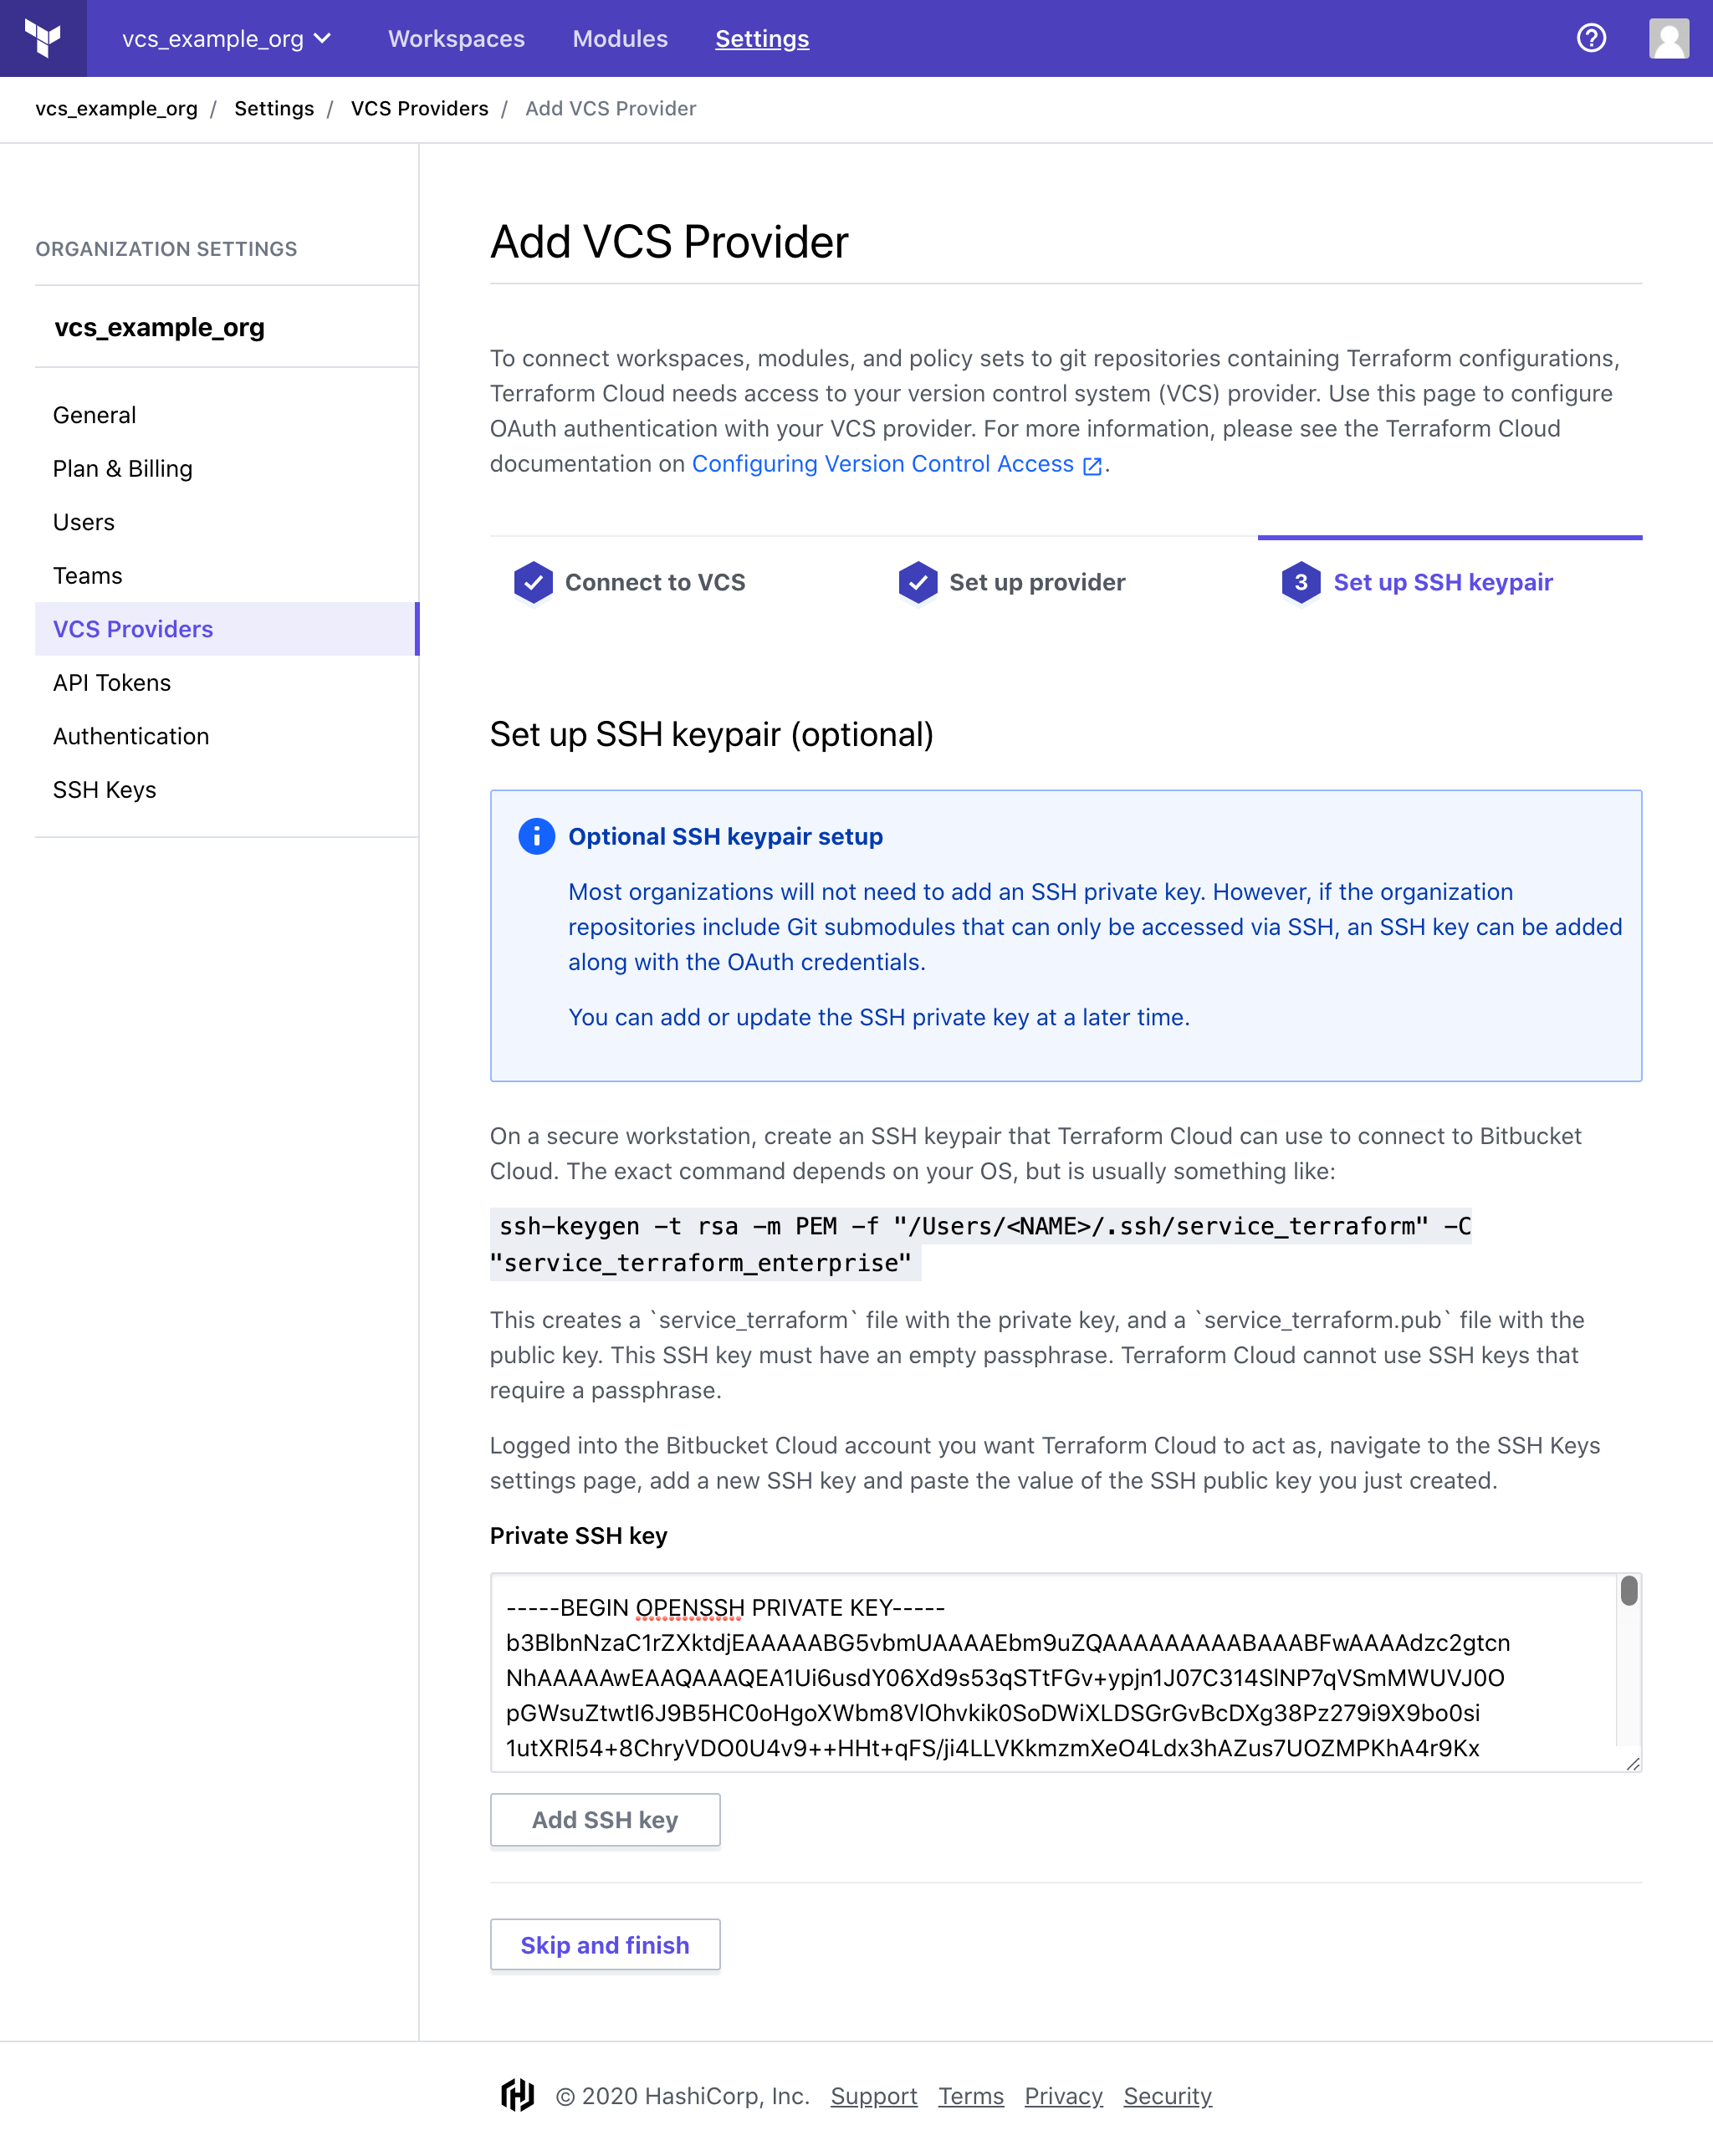 vcs_example_org Workspaces Modules Settings
vcs_example_org / Settings / VCS Providers / Add VCS Provider
ORGANIZATION SETTINGS
vcs_example_org
General
Plan & Billing
Users
Teams
VCS Providers
API Tokens
Authentication
SSH Keys
Add VCS Provider
To connect workspaces, modules, and policy sets to git repositories containing Terraform configurations,
Terraform Cloud needs access to your version control system (VCS) provider. Use this page to configure
OAuth authentication with your VCS provider. For more information, please see the Terraform Cloud
documentation on Configuring Version Control Access .
Connect to VCS
Set up provider
3 Set up SSH keypair
Set up SSH keypair (optional)
Optional SSH keypair setup
Most organizations will not need to add an SSH private key. However, if the organization
repositories include Git submodules that can only be accessed via SSH, an SSH key can be added
along with the OAuth credentials.
You can add or update the SSH private key at a later time.
On a secure workstation, create an SSH keypair that Terraform Cloud can use to connect to Bitbucket
Cloud. The exact command depends on your OS, but is usually something like:
ssh-keygen -t rsa -m PEM -f "/Users/<NAME>/.ssh/service_terraform" -C
"service_terraform_enterprise"
This creates a `service_terraform` file with the private key, and a `service_terraform.pub` file with the
public key. This SSH key must have an empty passphrase. Terraform Cloud cannot use SSH keys that
require a passphrase.
Logged into the Bitbucket Cloud account you want Terraform Cloud to act as, navigate to the SSH Keys
settings page, add a new SSH key and paste the value of the SSH public key you just created.
Private SSH key
-----BEGIN OPENSSH PRIVATE KEY-----
b3BlbnNzaC1rZXktdjEAAAAABG5vbmUAAAAEbm9uZQAAAAAAAAABAAABFwAAAAdzc2gtcn
NhAAAAAwEAAQAAAQEA1Ui6usdY06Xd9s53qSTtFGv+ypjn1J07C314SlNP7qVSmMWUVJ0O
pGWsuZtwtI6J9B5HC0oHgoXWbm8VlOhvkik0SoDWiXLDSGrGvBcDXg38Pz279i9X9bo0si
1utXRl54+8ChryVDO0U4v9++HHt+qFS/ji4LLVKkmzmXeO4Ldx3hAZus7UOZMPKhA4r9Kx
Add SSH key
Skip and finish
© 2020 HashiCorp, Inc. Support Terms Privacy Security